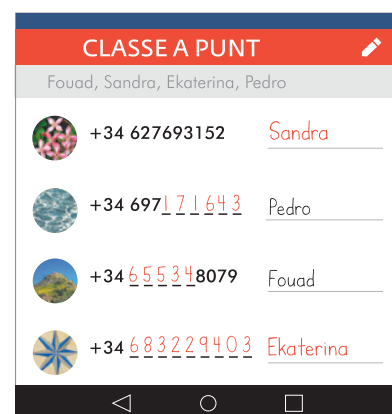 CLASSE A PUNT
Fouad, Sandra, Ekaterina, Pedro
+34 627693152 Sandra
+34 697171643 Pedro
+34 655348079 Fouad
+34 683229403 Ekaterina